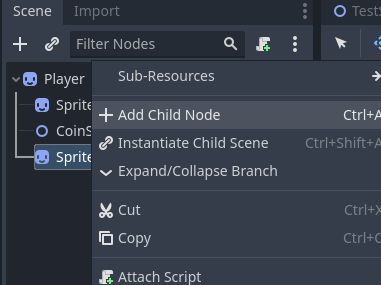 Scene Import
TestS
Filter Nodes
Player
Sub-Resources
Sprite
Add Child Node Ctrl+A
CoinS
Instantiate Child Scene Ctrl+Shift+A
Sprite
Expand/Collapse Branch
Cut Ctrl+X
Copy Ctrl+C
Attach Script